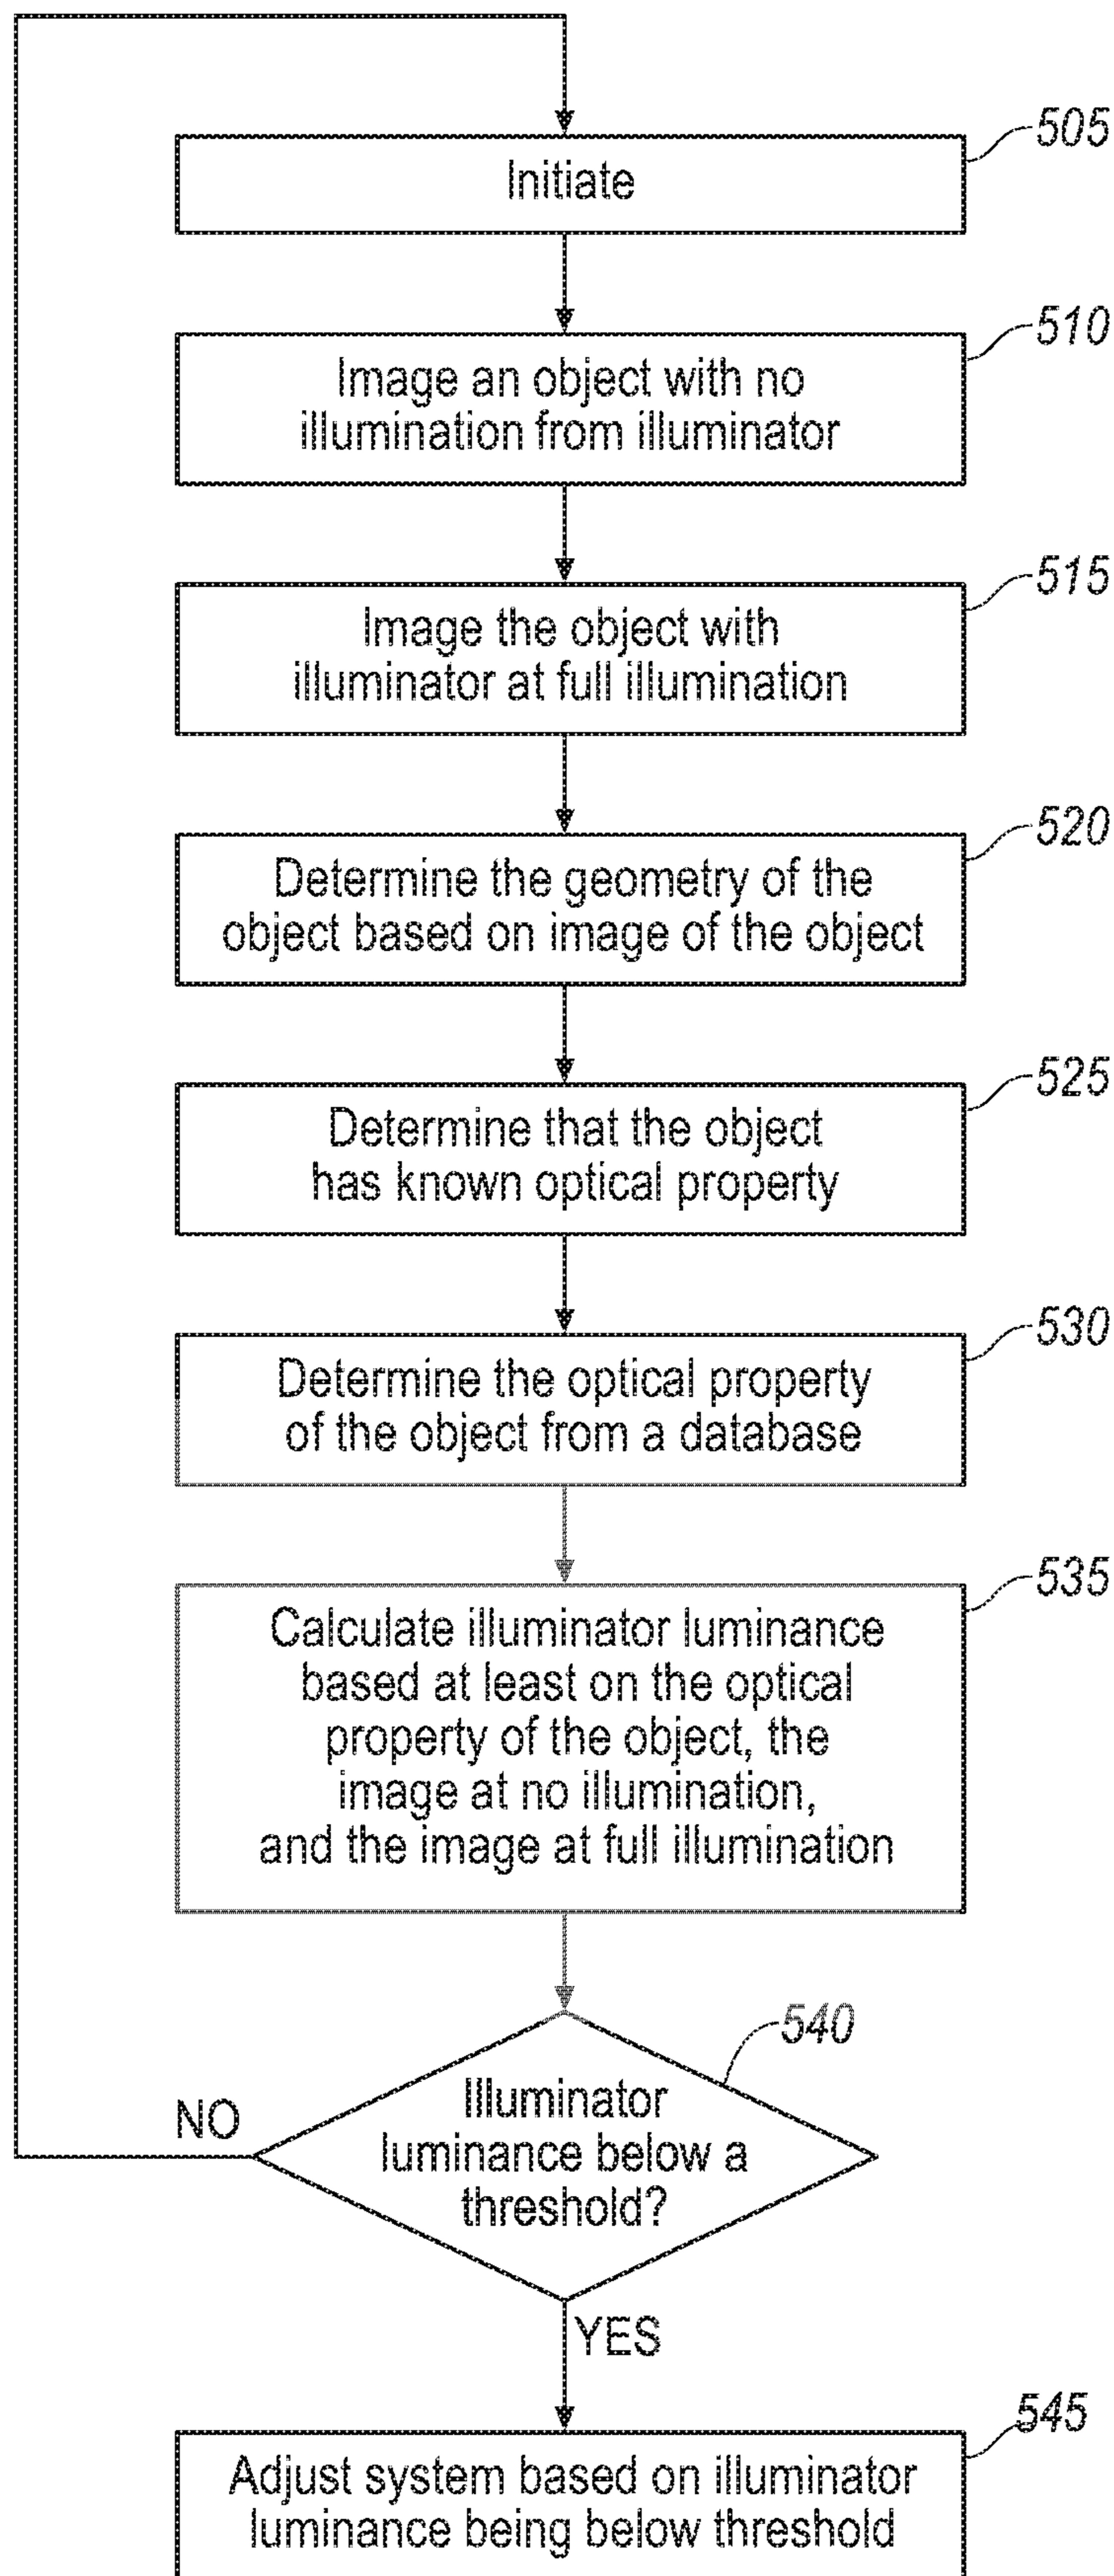 505
Initiate
510
Image an object with no
illumination from illuminator
515
Image the object with
illuminator at full illumination
520
Determine the geometry of the
object based on image of the object
525
Determine that the object
has known optical property
530
Determine the optical property
of the object from a database
535
Calculate illuminator luminance
based at least on the optical
property of the object, the
image at no illumination,
and the image at full illumination
540
Illuminator
luminance below a
threshold?
NO
YES
545
Adjust system based on illuminator
luminance being below threshold